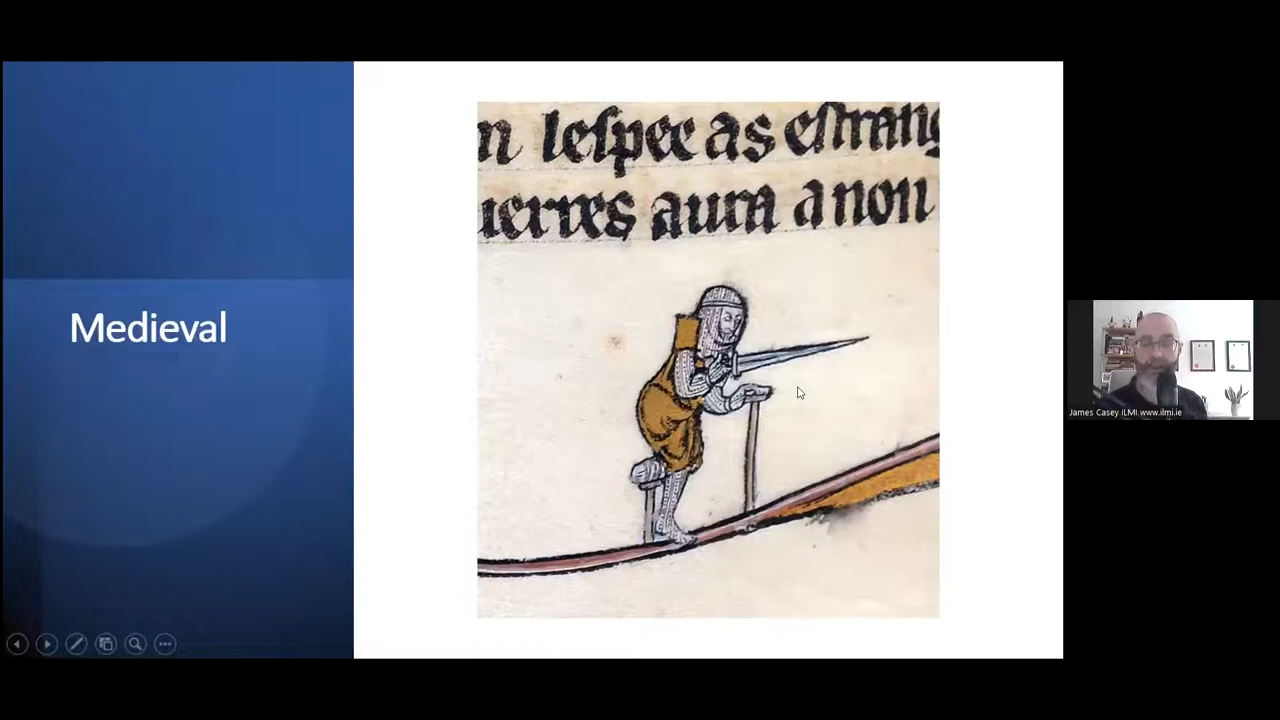 Medieval
n leſpee as eſtrang
uerres aura a non
James Casey ILMI www.ilmi.ie